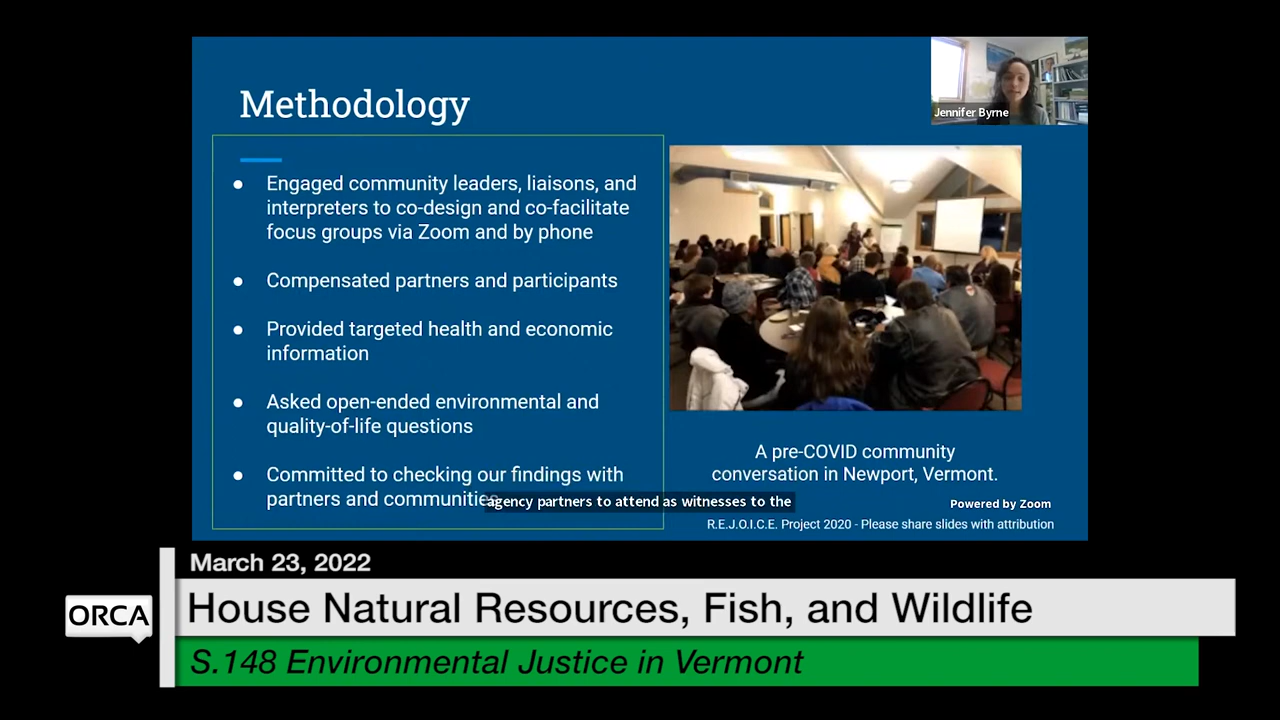 Methodology
Jennifer Byrne
● Engaged community leaders, liaisons, and
interpreters to co-design and co-facilitate
focus groups via Zoom and by phone
● Compensated partners and participants
● Provided targeted health and economic
information
● Asked open-ended environmental and
quality-of-life questions
● Committed to checking our findings with
partners and communities
A pre-COVID community
conversation in Newport, Vermont.
agency partners to attend as witnesses to the
Powered by Zoom
R.E.J.O.I.C.E. Project 2020 - Please share slides with attribution
March 23, 2022
ORCA
House Natural Resources, Fish, and Wildlife
S.148 Environmental Justice in Vermont